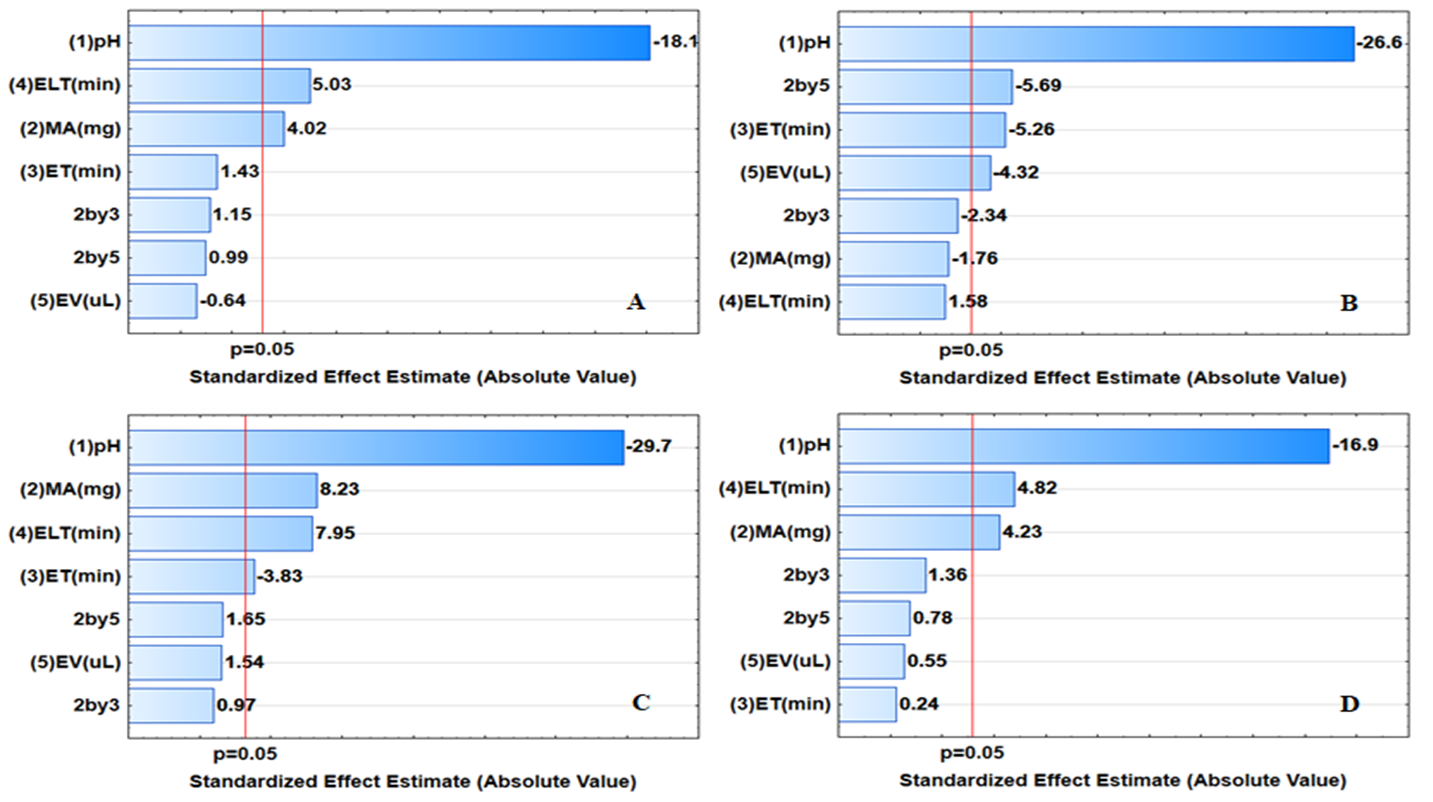 (1)pH -18.1
(4)ELT(min) 5.03
(2)MA(mg) 4.02
(3)ET(min) 1.43
2by3 1.15
2by5 0.99
(5)EV(uL) -0.64
A
p=0.05
Standardized Effect Estimate (Absolute Value)
(1)pH -26.6
2by5 -5.69
(3)ET(min) -5.26
(5)EV(uL) -4.32
2by3 -2.34
(2)MA(mg) -1.76
(4)ELT(min) 1.58
B
p=0.05
Standardized Effect Estimate (Absolute Value)
(1)pH -29.7
(2)MA(mg) 8.23
(4)ELT(min) 7.95
(3)ET(min) -3.83
2by5 1.65
(5)EV(uL) 1.54
2by3 0.97
C
p=0.05
Standardized Effect Estimate (Absolute Value)
(1)pH -16.9
(4)ELT(min) 4.82
(2)MA(mg) 4.23
2by3 1.36
2by5 0.78
(5)EV(uL) 0.55
(3)ET(min) 0.24
D
p=0.05
Standardized Effect Estimate (Absolute Value)